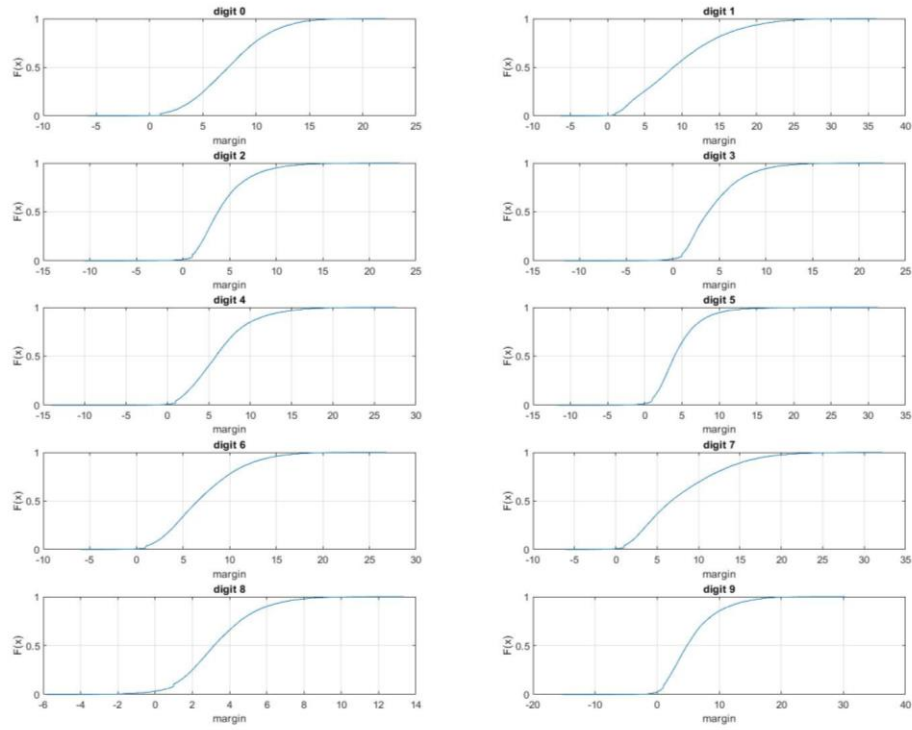 digit 0
1
0.5
0
F(x)
-10 -5 0 5 10 15 20 25
margin
digit 1
1
0.5
0
F(x)
-10 -5 0 5 10 15 20 25 30 35 40
margin
digit 2
1
0.5
0
F(x)
-15 -10 -5 0 5 10 15 20 25
margin
digit 3
1
0.5
0
F(x)
-15 -10 -5 0 5 10 15 20 25
margin
digit 4
1
0.5
0
F(x)
-15 -10 -5 0 5 10 15 20 25 30
margin
digit 5
1
0.5
0
F(x)
-15 -10 -5 0 5 10 15 20 25 30 35
margin
digit 6
1
0.5
0
F(x)
-10 -5 0 5 10 15 20 25 30
margin
digit 7
1
0.5
0
F(x)
-10 -5 0 5 10 15 20 25 30 35
margin
digit 8
1
0.5
0
F(x)
-6 -4 -2 0 2 4 6 8 10 12 14
margin
digit 9
1
0.5
0
F(x)
-20 -10 0 10 20 30 40
margin